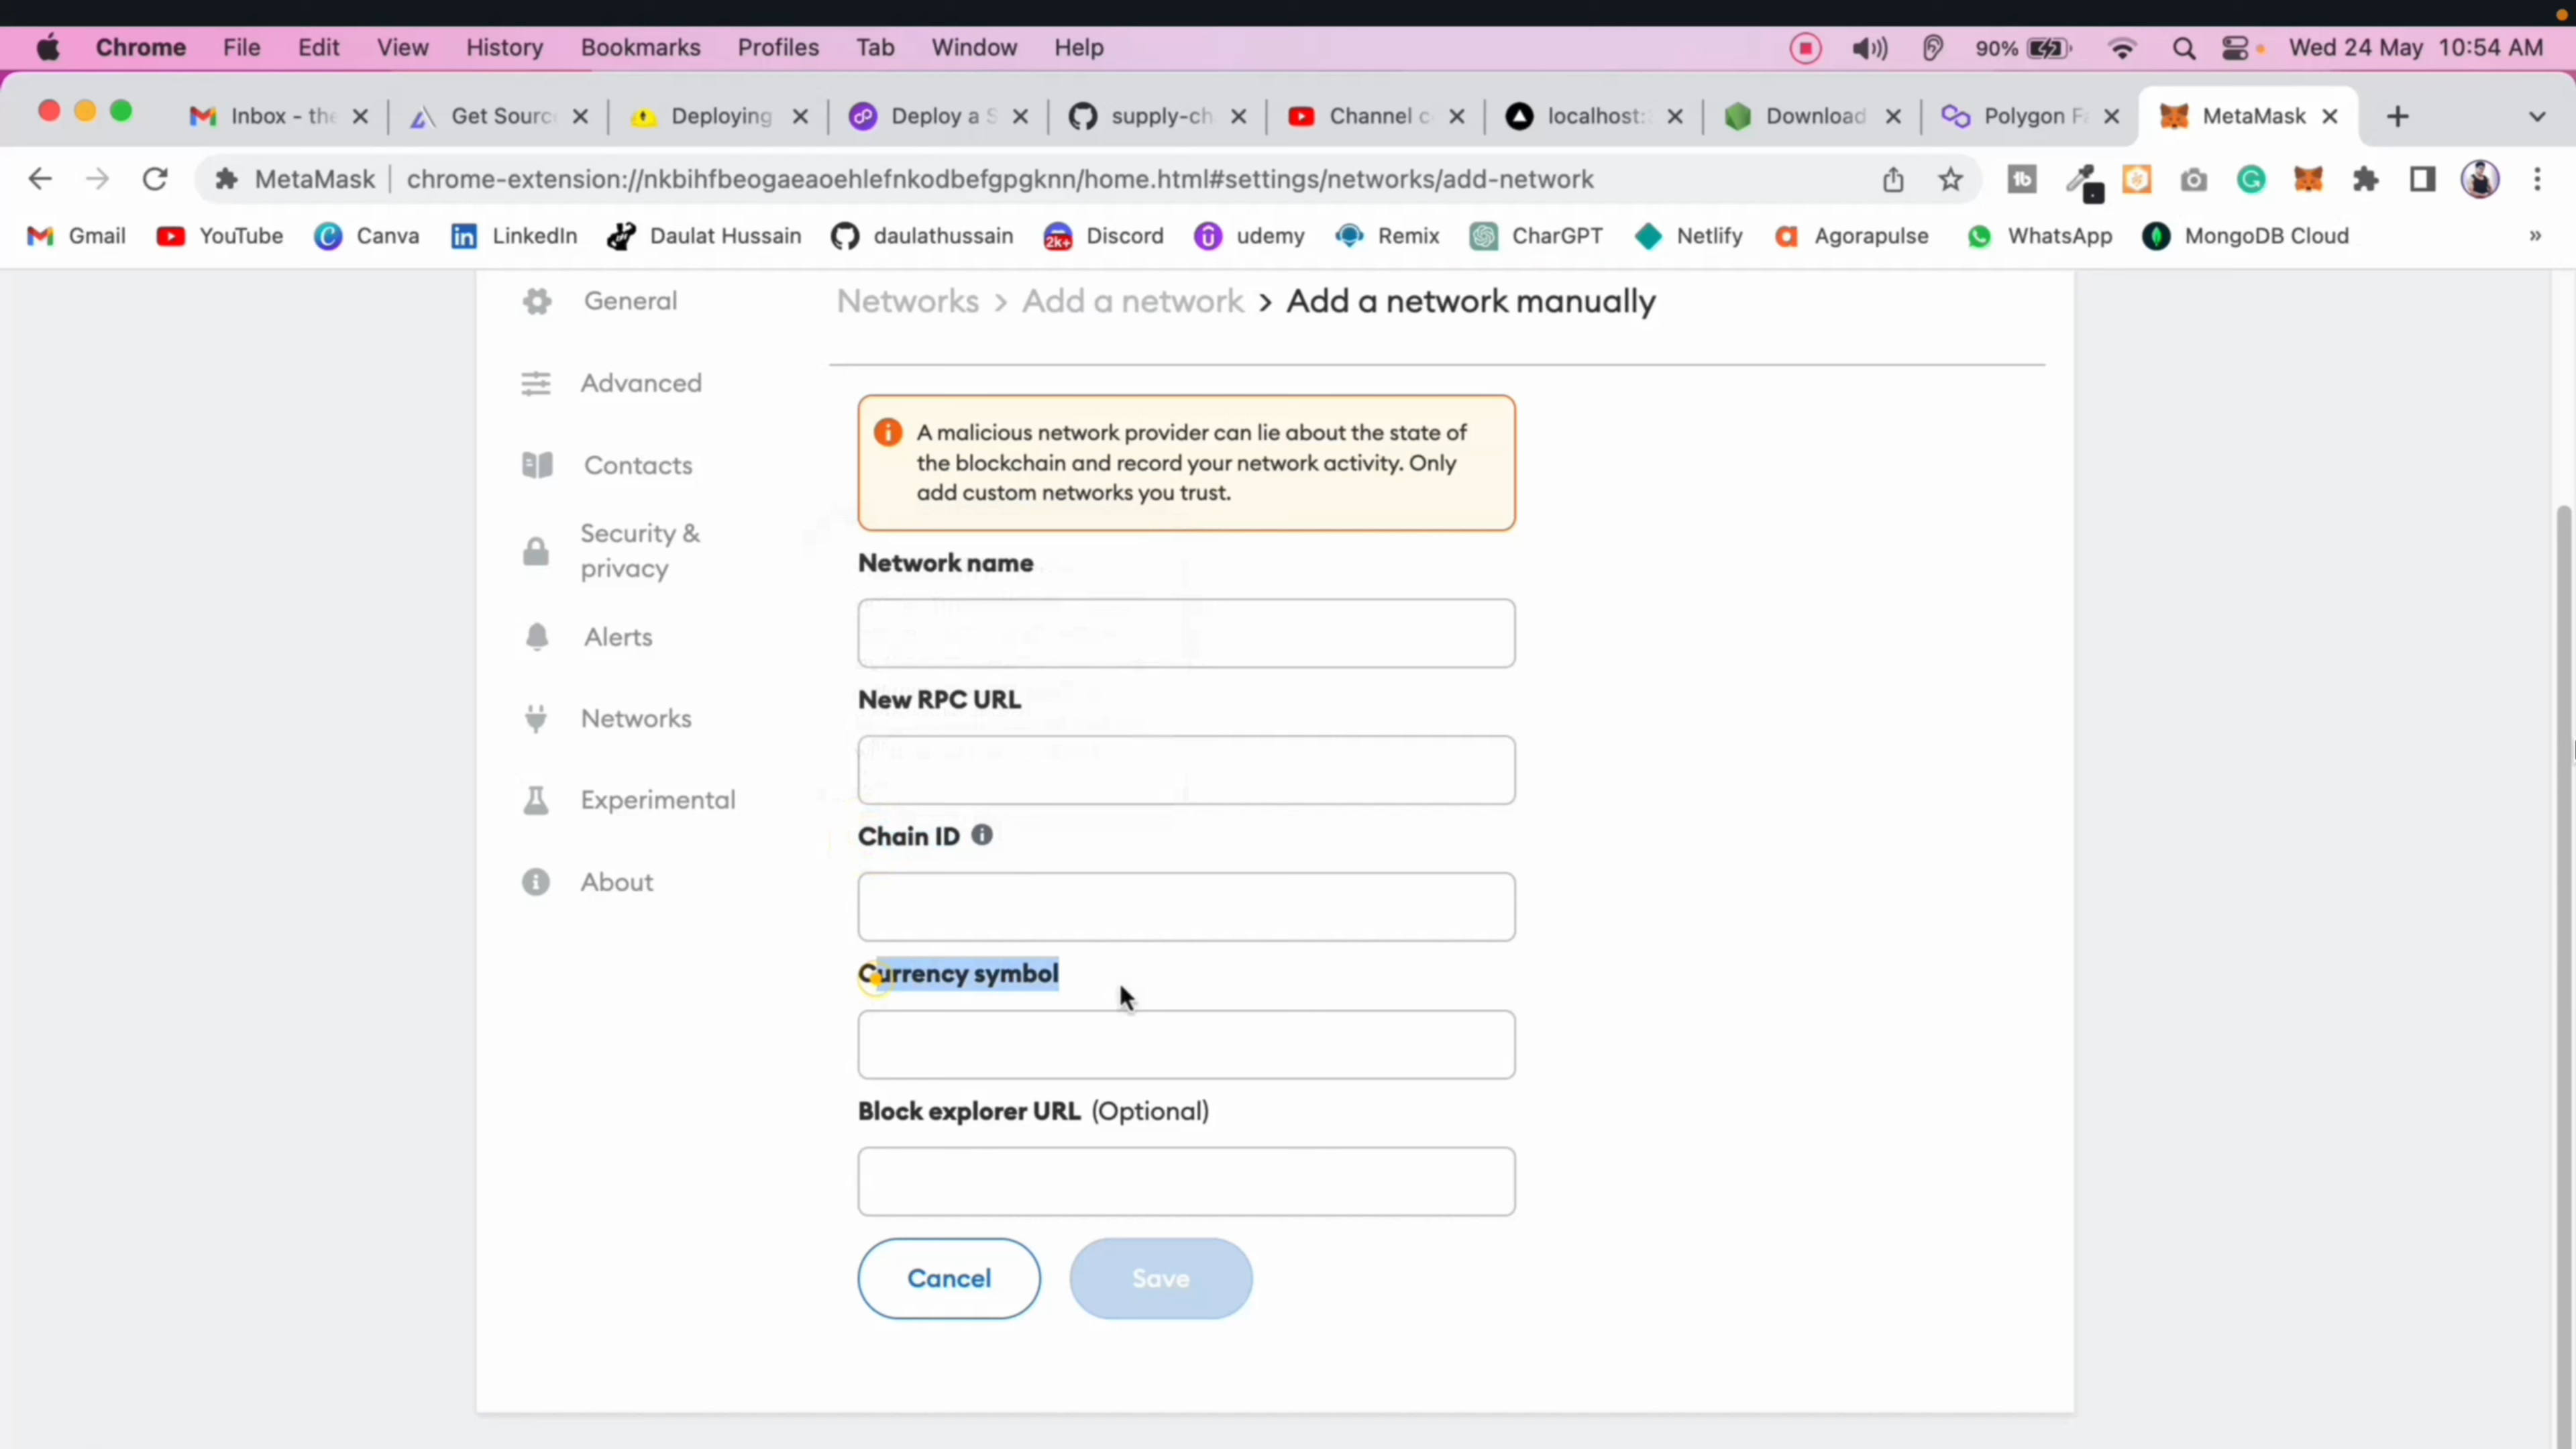 Chrome File Edit View History Bookmarks Profiles Tab Window Help 90% Wed 24 May 10:54 AM
Inbox - the Get Sourc Deploying Deploy a S supply-ch Channel c localhost: Download Polygon Fa MetaMask
MetaMask chrome-extension://nkbihfbeogaeaoehlefnkodbefgpgknn/home.html#settings/networks/add-network
Gmail YouTube Canva LinkedIn Daulat Hussain daulathussain 2k+ Discord udemy Remix CharGPT Netlify Agorapulse WhatsApp MongoDB Cloud »
General
Advanced
Contacts
Security &
privacy
Alerts
Networks
Experimental
About
Networks > Add a network > Add a network manually
A malicious network provider can lie about the state of
the blockchain and record your network activity. Only
add custom networks you trust.
Network name
New RPC URL
Chain ID
Currency symbol
Block explorer URL (Optional)
Cancel Save